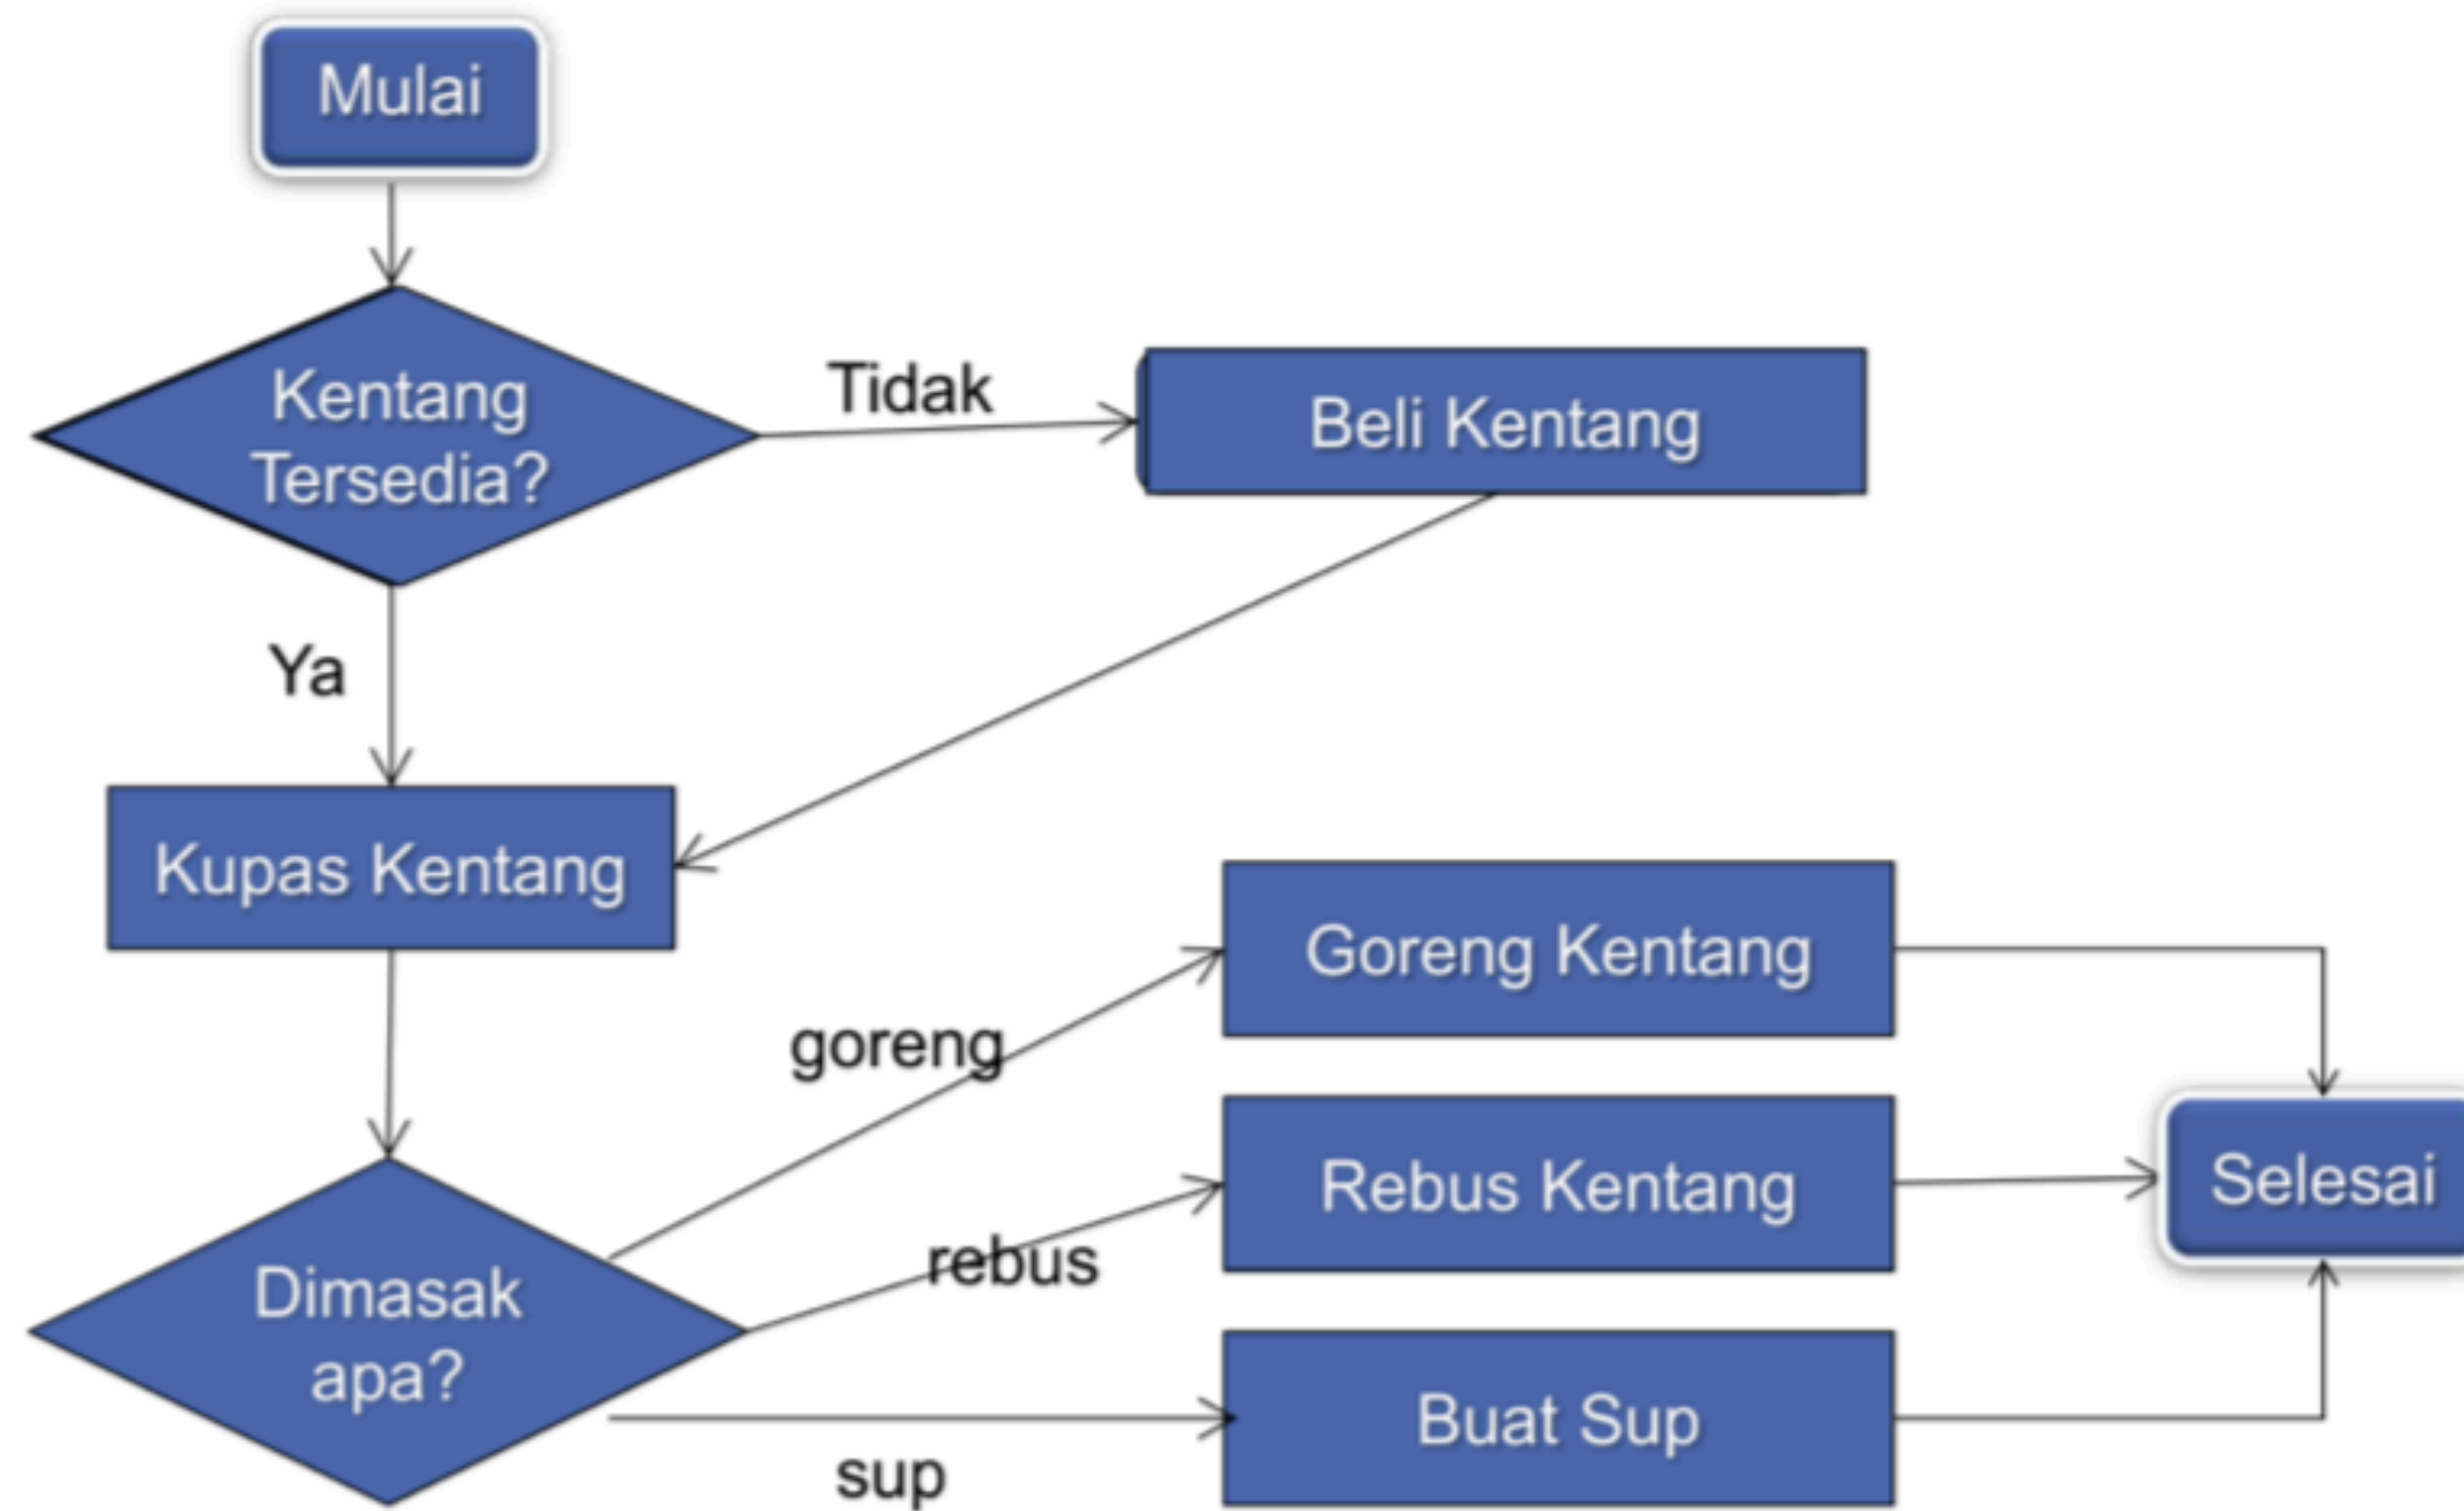 Mulai
Kentang
Tersedia?
Tidak
Beli Kentang
Ya
Kupas Kentang
goreng
Goreng Kentang
rebus
Rebus Kentang
Selesai
Dimasak
apa?
sup
Buat Sup